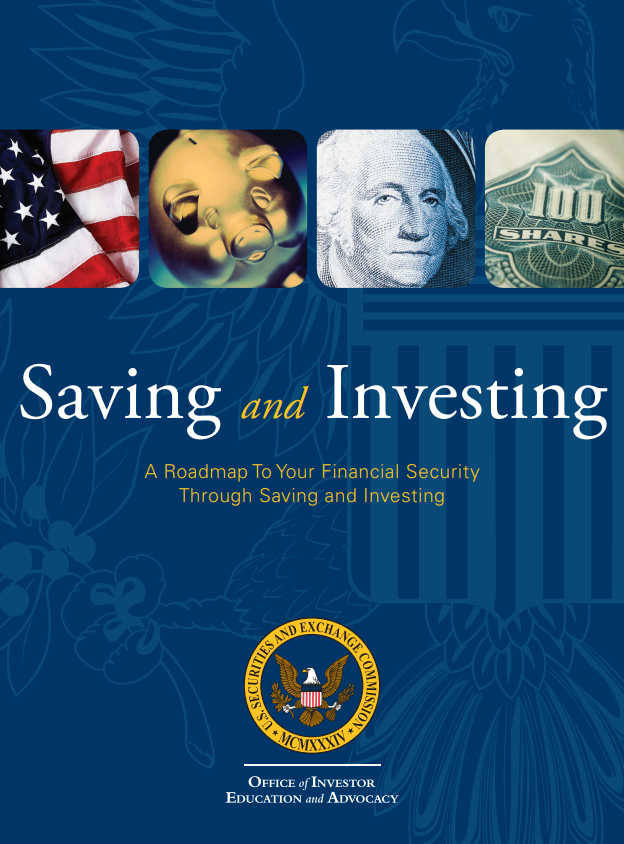 100
SHARES
Saving and Investing
A Roadmap To Your Financial Security
Through Saving and Investing
U.S. SECURITIES AND EXCHANGE COMMISSION
MCMXXXIV
OFFICE of INVESTOR
EDUCATION and ADVOCACY